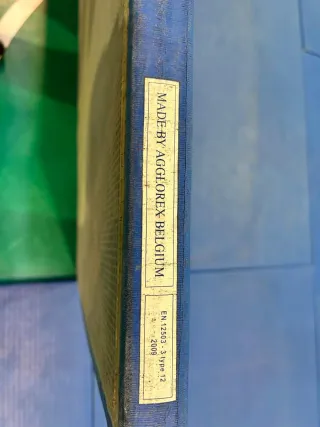 MADE BY AGGLOREX BELGIUM
EN 12503 - 3 type 12
2009